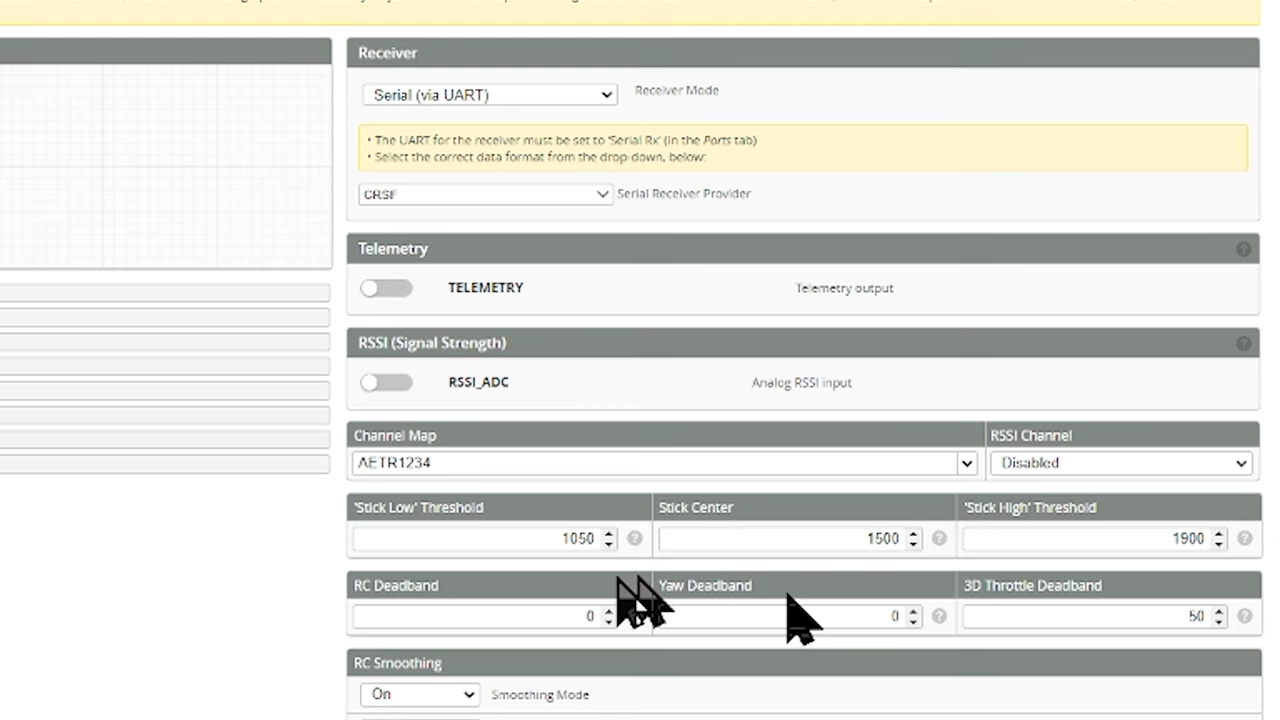 Receiver
Serial (via UART)
Receiver Mode
• The UART for the receiver must be set to 'Serial Rx' (in the Ports tab)
• Select the correct data format from the drop-down, below:
CRSF
Serial Receiver Provider
Telemetry
TELEMETRY
Telemetry output
RSSI (Signal Strength)
RSSI_ADC
Analog RSSI input
Channel Map
RSSI Channel
AETR1234
Disabled
'Stick Low' Threshold
Stick Center
'Stick High' Threshold
1050
1500
1900
RC Deadband
Yaw Deadband
3D Throttle Deadband
0
0
50
RC Smoothing
On
Smoothing Mode